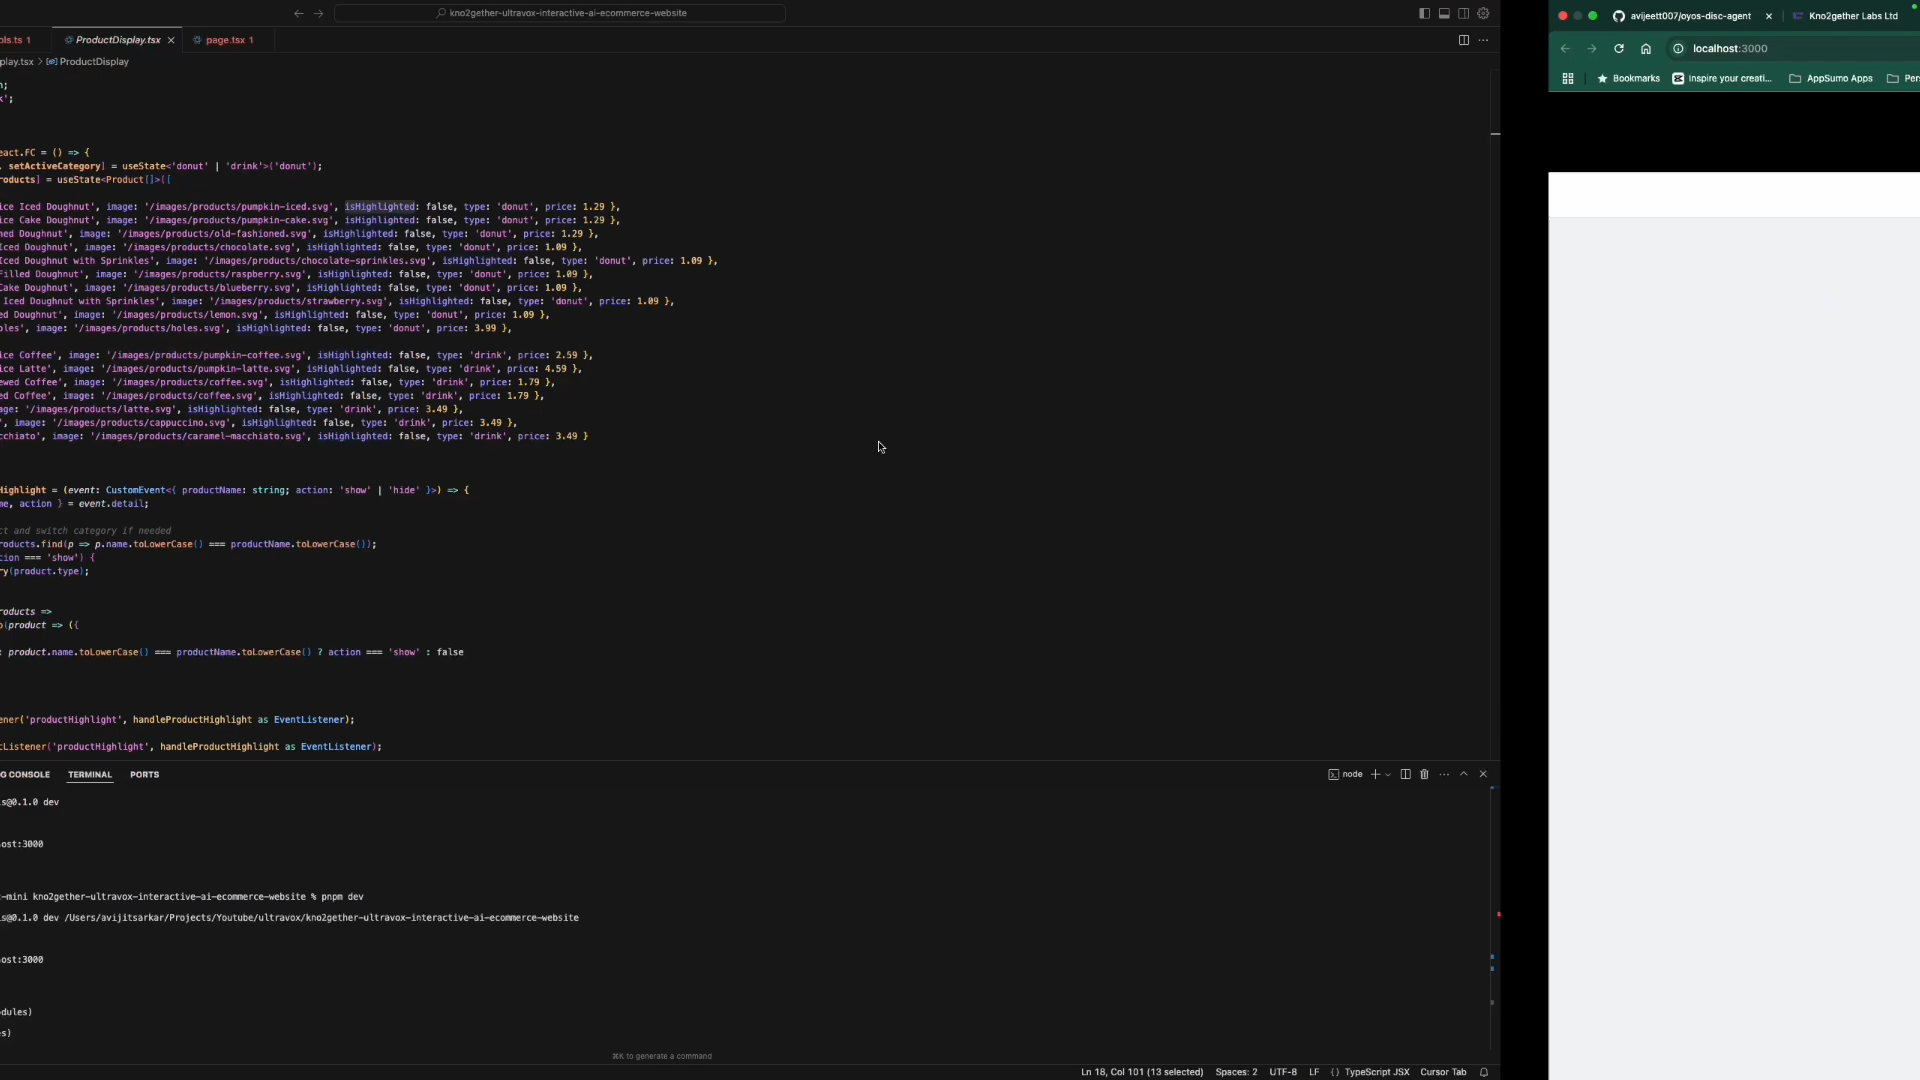 kno2gether-ultravox-interactive-ai-ecommerce-website
ols.ts 1
ProductDisplay.tsx
page.tsx 1
play.tsx > ProductDisplay
n;
k';
eact.FC = () => {
, setActiveCategory] = useState<'donut' | 'drink'>('donut');
roducts] = useState<Product[]>([
ice Iced Doughnut', image: '/images/products/pumpkin-iced.svg', isHighlighted: false, type: 'donut', price: 1.29 },
ice Cake Doughnut', image: '/images/products/pumpkin-cake.svg', isHighlighted: false, type: 'donut', price: 1.29 },
ned Doughnut', image: '/images/products/old-fashioned.svg', isHighlighted: false, type: 'donut', price: 1.29 },
Iced Doughnut', image: '/images/products/chocolate.svg', isHighlighted: false, type: 'donut', price: 1.09 },
Iced Doughnut with Sprinkles', image: '/images/products/chocolate-sprinkles.svg', isHighlighted: false, type: 'donut', price: 1.09 },
Filled Doughnut', image: '/images/products/raspberry.svg', isHighlighted: false, type: 'donut', price: 1.09 },
Cake Doughnut', image: '/images/products/blueberry.svg', isHighlighted: false, type: 'donut', price: 1.09 },
Iced Doughnut with Sprinkles', image: '/images/products/strawberry.svg', isHighlighted: false, type: 'donut', price: 1.09 },
ed Doughnut', image: '/images/products/lemon.svg', isHighlighted: false, type: 'donut', price: 1.09 },
oles', image: '/images/products/holes.svg', isHighlighted: false, type: 'donut', price: 3.99 },
ice Coffee', image: '/images/products/pumpkin-coffee.svg', isHighlighted: false, type: 'drink', price: 2.59 },
ice Latte', image: '/images/products/pumpkin-latte.svg', isHighlighted: false, type: 'drink', price: 4.59 },
ewed Coffee', image: '/images/products/coffee.svg', isHighlighted: false, type: 'drink', price: 1.79 },
ed Coffee', image: '/images/products/coffee.svg', isHighlighted: false, type: 'drink', price: 1.79 },
age: '/images/products/latte.svg', isHighlighted: false, type: 'drink', price: 3.49 },
', image: '/images/products/cappuccino.svg', isHighlighted: false, type: 'drink', price: 3.49 },
cchiato', image: '/images/products/caramel-macchiato.svg', isHighlighted: false, type: 'drink', price: 3.49 }
Highlight = (event: CustomEvent<{ productName: string; action: 'show' | 'hide' }>) => {
me, action } = event.detail;
ct and switch category if needed
roducts.find(p => p.name.toLowerCase() === productName.toLowerCase());
tion === 'show') {
ry(product.type);
roducts =>
p(product => ({
: product.name.toLowerCase() === productName.toLowerCase() ? action === 'show' : false
ener('productHighlight', handleProductHighlight as EventListener);
tListener('productHighlight', handleProductHighlight as EventListener);
G CONSOLE
TERMINAL
PORTS
node
s@0.1.0 dev
ost:3000
-mini kno2gether-ultravox-interactive-ai-ecommerce-website % pnpm dev
s@0.1.0 dev /Users/avijitsarkar/Projects/Youtube/ultravox/kno2gether-ultravox-interactive-ai-ecommerce-website
ost:3000
dules)
s)
⌘K to generate a command
Ln 18, Col 101 (13 selected)
Spaces: 2
UTF-8
LF
{} TypeScript JSX
Cursor Tab
avijeett007/oyos-disc-agent
Kno2gether Labs Ltd
localhost:3000
Bookmarks
Inspire your creati...
AppSumo Apps
Pers